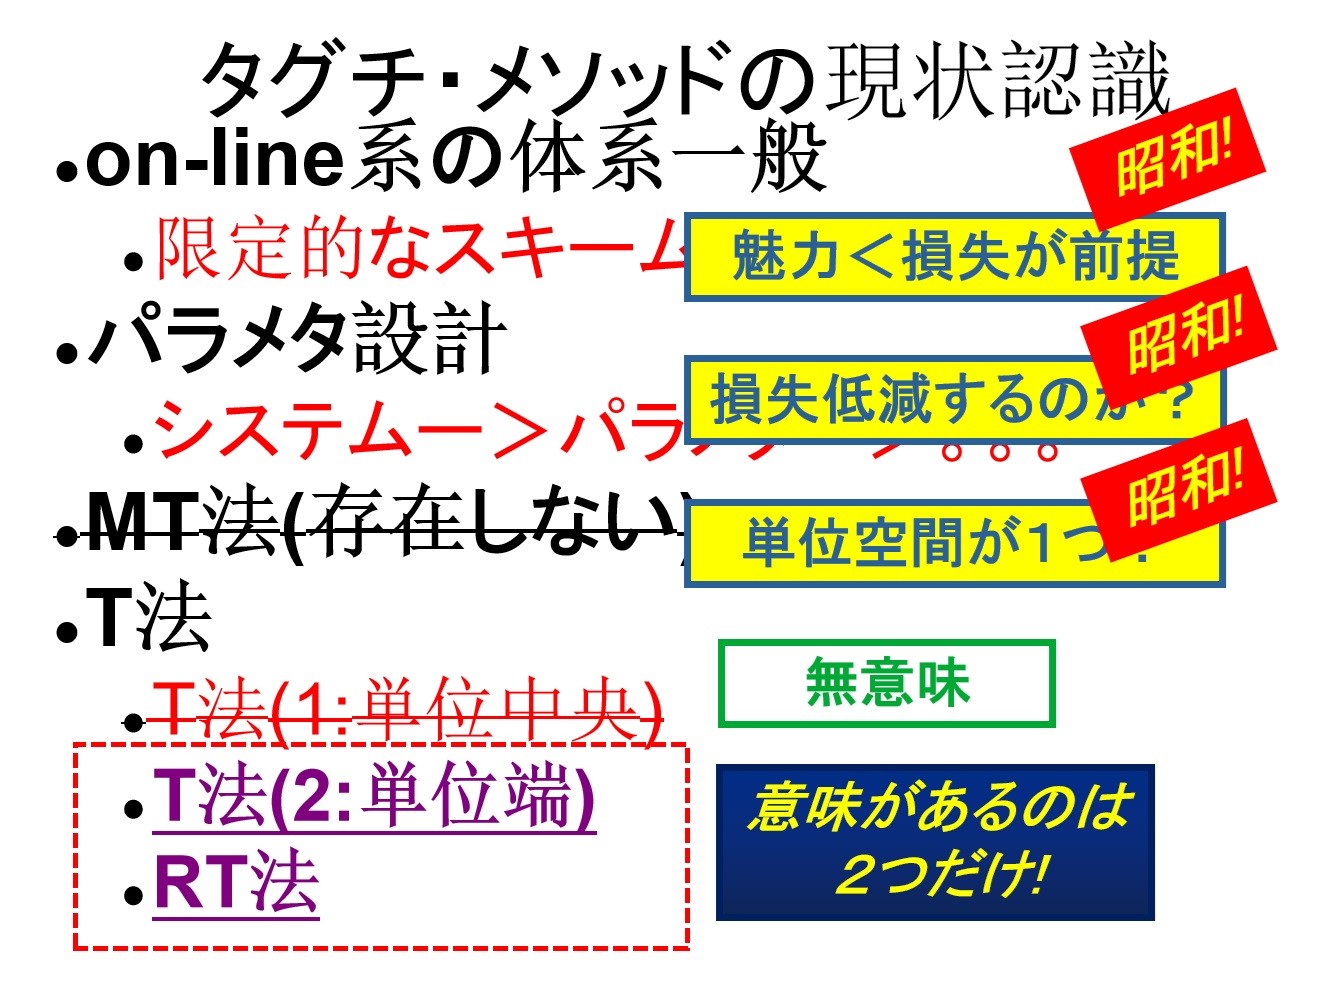 タグチ・メソッドの現状認識
●on-line系の体系一般
昭和!
●限定的なスキーム
魅力＜損失が前提
●パラメタ設計
昭和!
損失低減するのか？
●システムー＞パラ ＞。。。
昭和!
●MT法(存在しない)
単位空間が１つ？
●T法
●T法(1:単位中央)
無意味
●T法(2:単位端)
●RT法
意味があるのは
２つだけ!